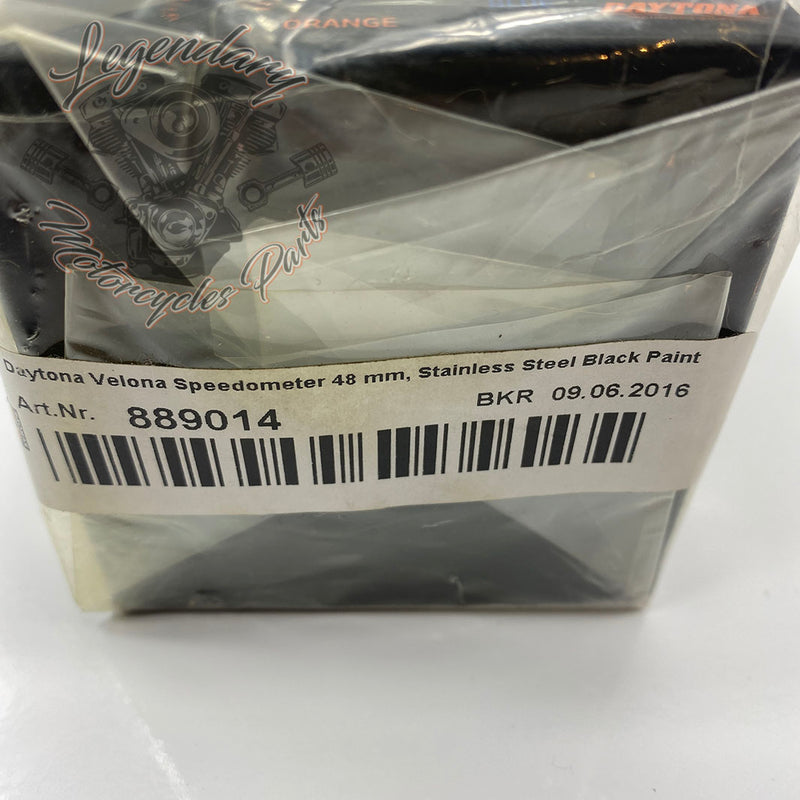 ORANGE
DAYTONA
Legendary
Motorcycles Parts
Daytona Velona Speedometer 48 mm, Stainless Steel Black Paint
Art.Nr. 889014 BKR 09.06.2016